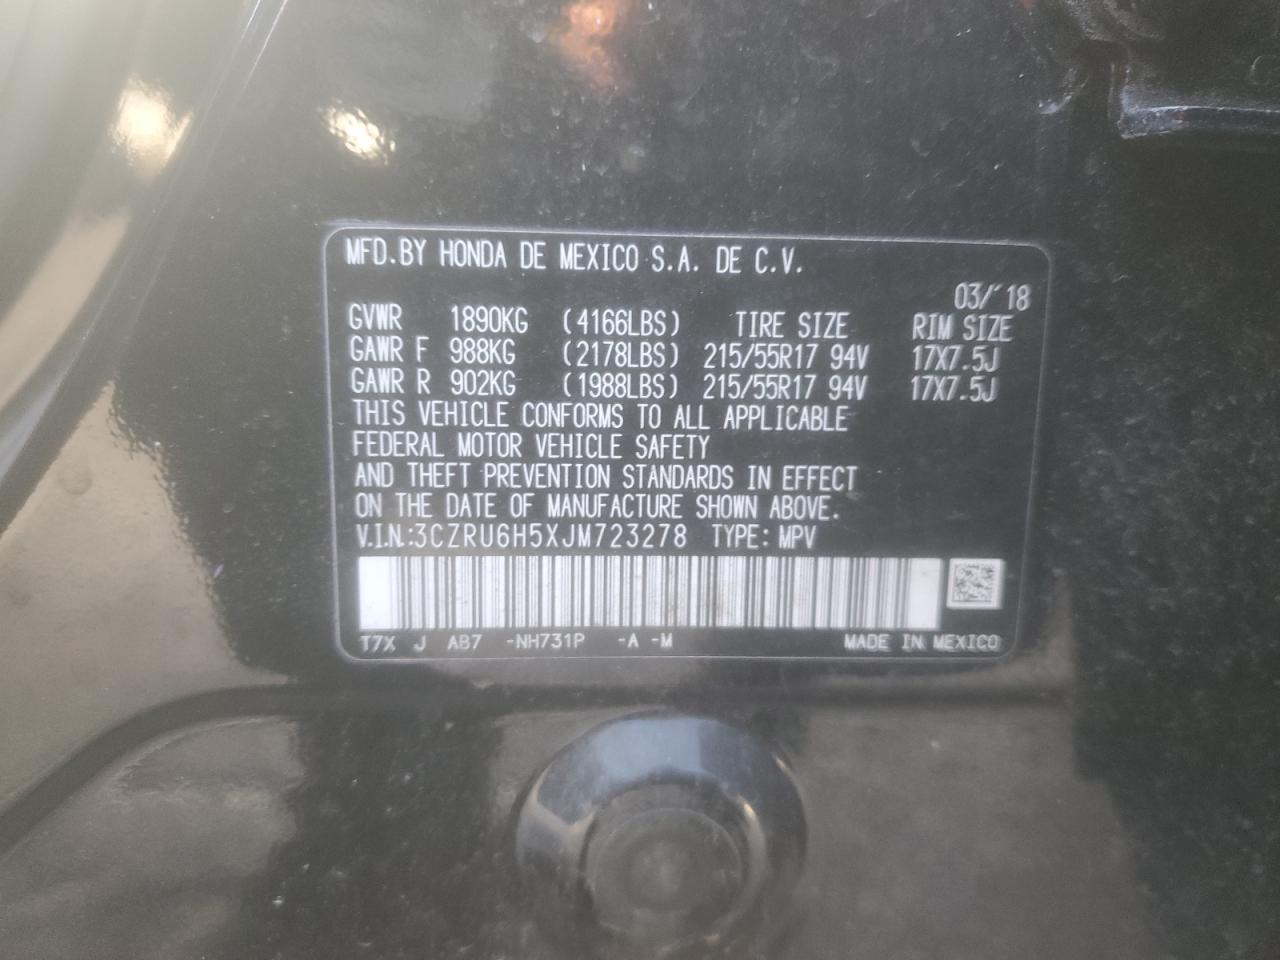 MFD.BY HONDA DE MEXICO S.A. DE C.V.
03/´18
GVWR 1890KG (4166LBS) TIRE SIZE RIM SIZE
GAWR F 988KG (2178LBS) 215/55R17 94V 17X7.5J
GAWR R 902KG (1988LBS) 215/55R17 94V 17X7.5J
THIS VEHICLE CONFORMS TO ALL APPLICABLE
FEDERAL MOTOR VEHICLE SAFETY
AND THEFT PREVENTION STANDARDS IN EFFECT
ON THE DATE OF MANUFACTURE SHOWN ABOVE.
V.I.N.:3CZRU6H5XJM723278 TYPE: MPV
T7X J AB7 -NH731P -A -M MADE IN MEXICO